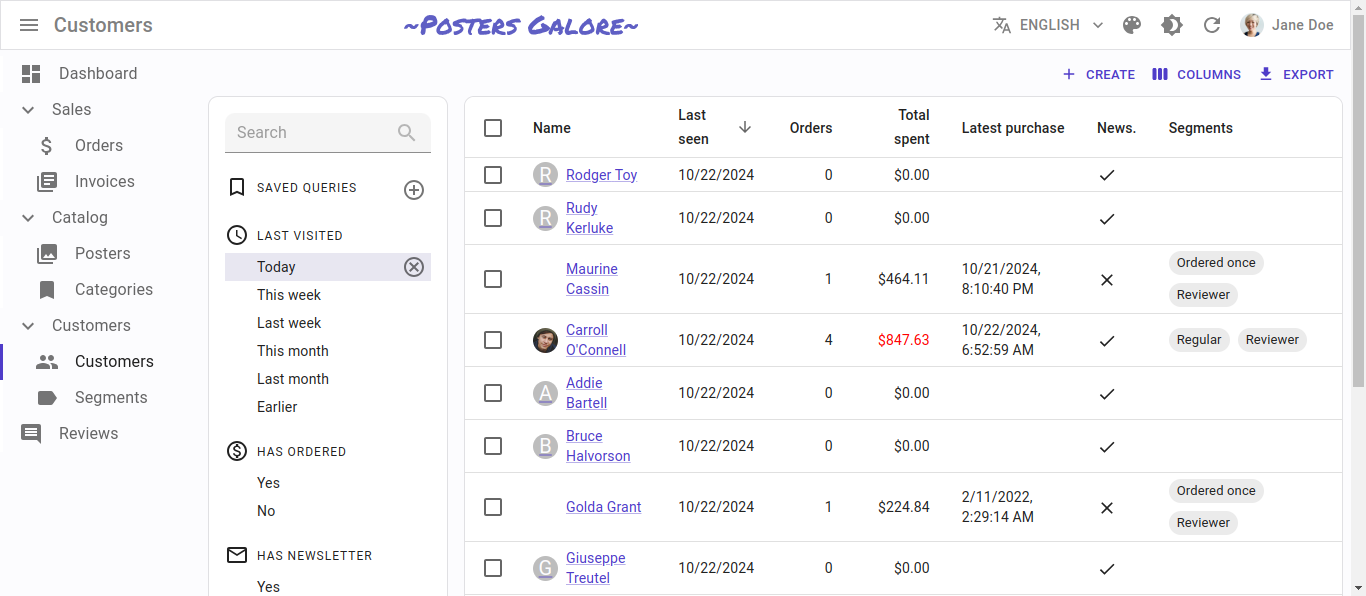 Customers
~Posters Galore~
ENGLISH
Jane Doe
Dashboard
Sales
Orders
Invoices
Catalog
Posters
Categories
Customers
Customers
Segments
Reviews
CREATE
COLUMNS
EXPORT
Search
SAVED QUERIES
LAST VISITED
Today
This week
Last week
This month
Last month
Earlier
HAS ORDERED
Yes
No
HAS NEWSLETTER
Yes
Name
Last seen
Orders
Total spent
Latest purchase
News.
Segments
R Rodger Toy 10/22/2024 0 $0.00
R Rudy Kerluke 10/22/2024 0 $0.00
Maurine Cassin 10/22/2024 1 $464.11 10/21/2024, 8:10:40 PM Ordered once Reviewer
Carroll O'Connell 10/22/2024 4 $847.63 10/22/2024, 6:52:59 AM Regular Reviewer
A Addie Bartell 10/22/2024 0 $0.00
B Bruce Halvorson 10/22/2024 0 $0.00
Golda Grant 10/22/2024 1 $224.84 2/11/2022, 2:29:14 AM Ordered once Reviewer
G Giuseppe Treutel 10/22/2024 0 $0.00